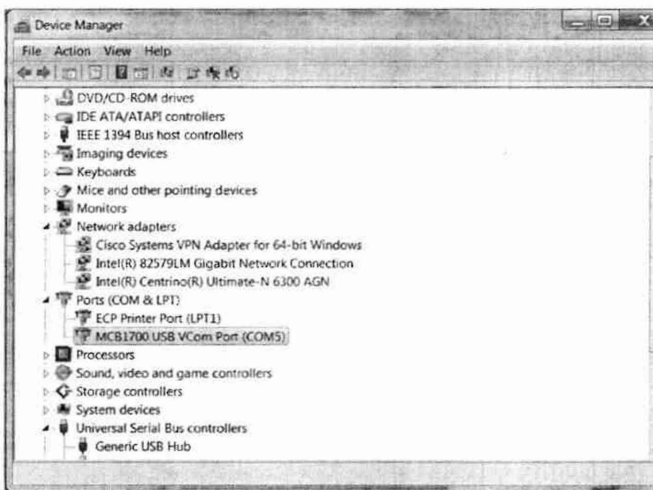 Device Manager
File Action View Help
DVD/CD-ROM drives
IDE ATA/ATAPI controllers
IEEE 1394 Bus host controllers
Imaging devices
Keyboards
Mice and other pointing devices
Monitors
Network adapters
Cisco Systems VPN Adapter for 64-bit Windows
Intel(R) 82579LM Gigabit Network Connection
Intel(R) Centrino(R) Ultimate-N 6300 AGN
Ports (COM & LPT)
ECP Printer Port (LPT1)
MCB1700 USB VCom Port (COM5)
Processors
Sound, video and game controllers
Storage controllers
System devices
Universal Serial Bus controllers
Generic USB Hub